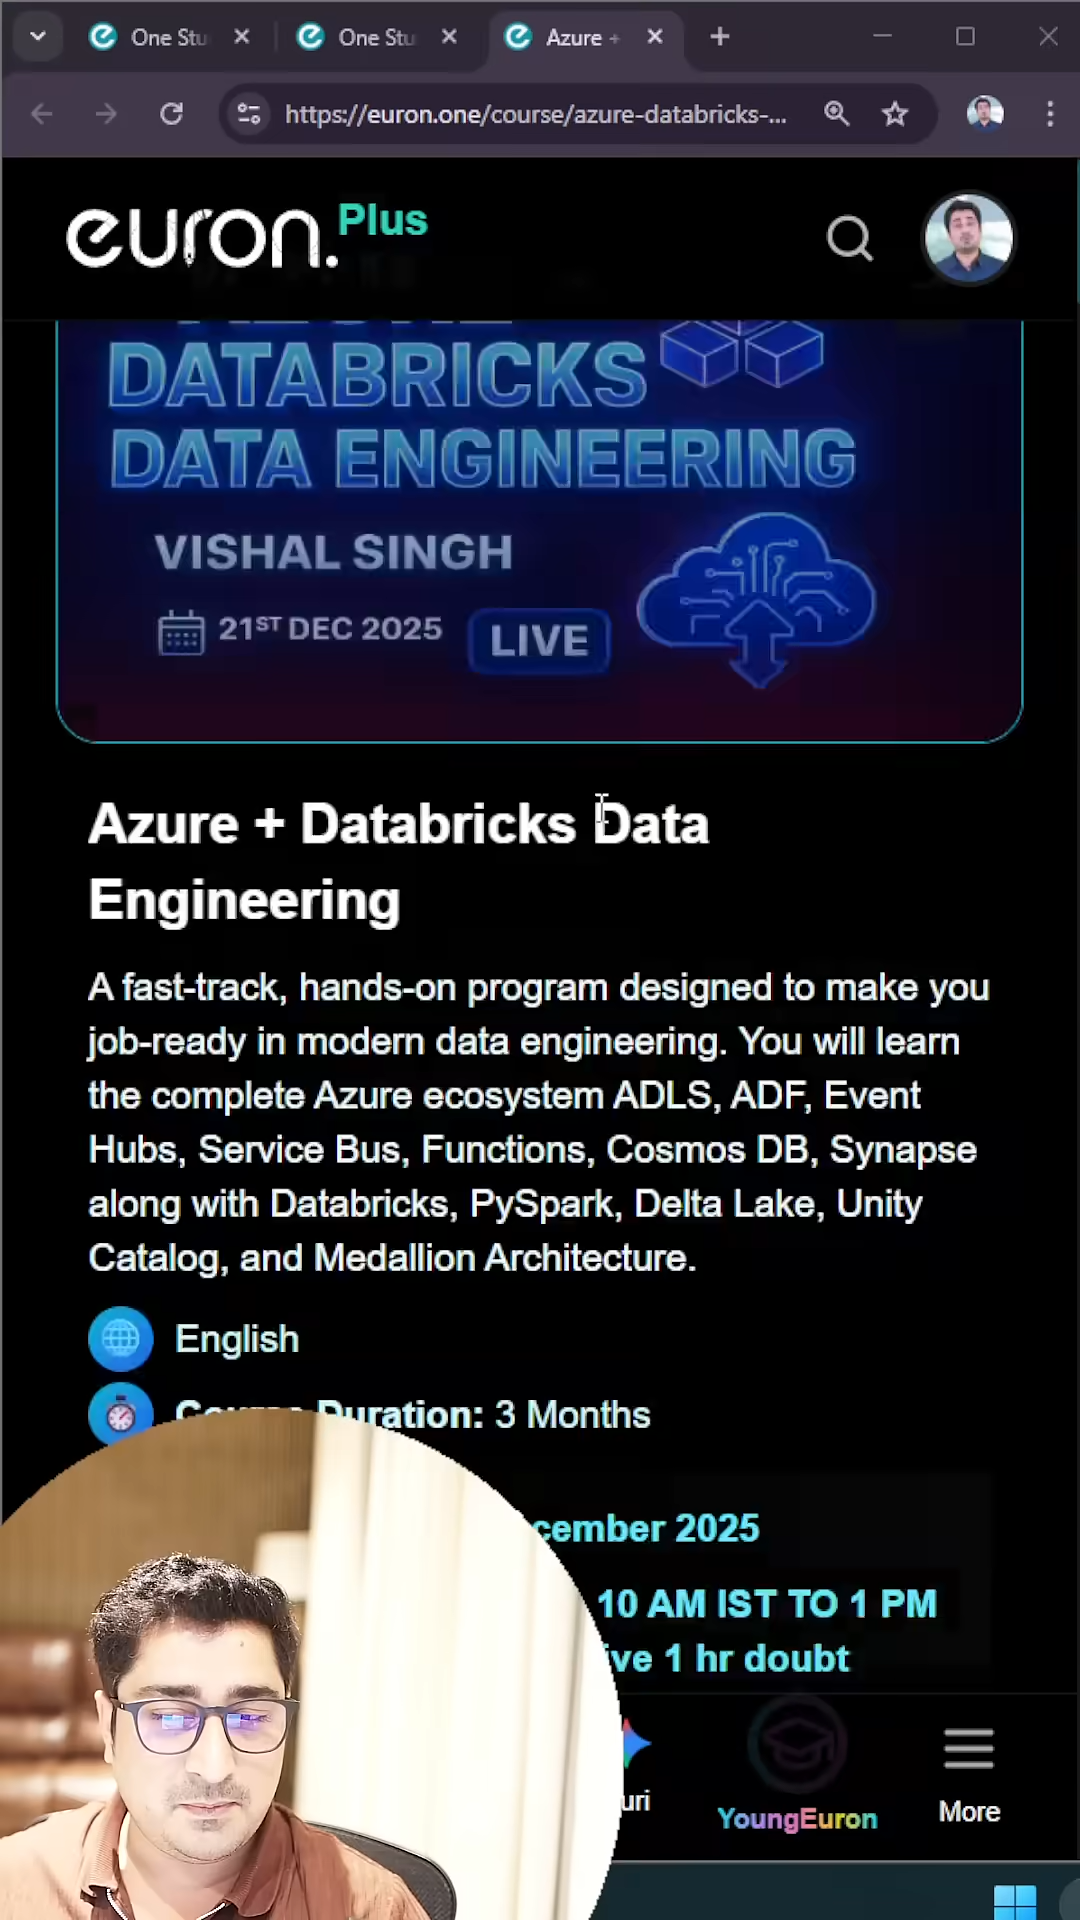 One Stu
One Stu
Azure +
https://euron.one/course/azure-databricks-...
euron. Plus
DATABRICKS
DATA ENGINEERING
VISHAL SINGH
21ST DEC 2025
LIVE
Azure + Databricks Data
Engineering
A fast-track, hands-on program designed to make you
job-ready in modern data engineering. You will learn
the complete Azure ecosystem ADLS, ADF, Event
Hubs, Service Bus, Functions, Cosmos DB, Synapse
along with Databricks, PySpark, Delta Lake, Unity
Catalog, and Medallion Architecture.
English
Course Duration: 3 Months
cember 2025
10 AM IST TO 1 PM
ive 1 hr doubt
uri
YoungEuron
More